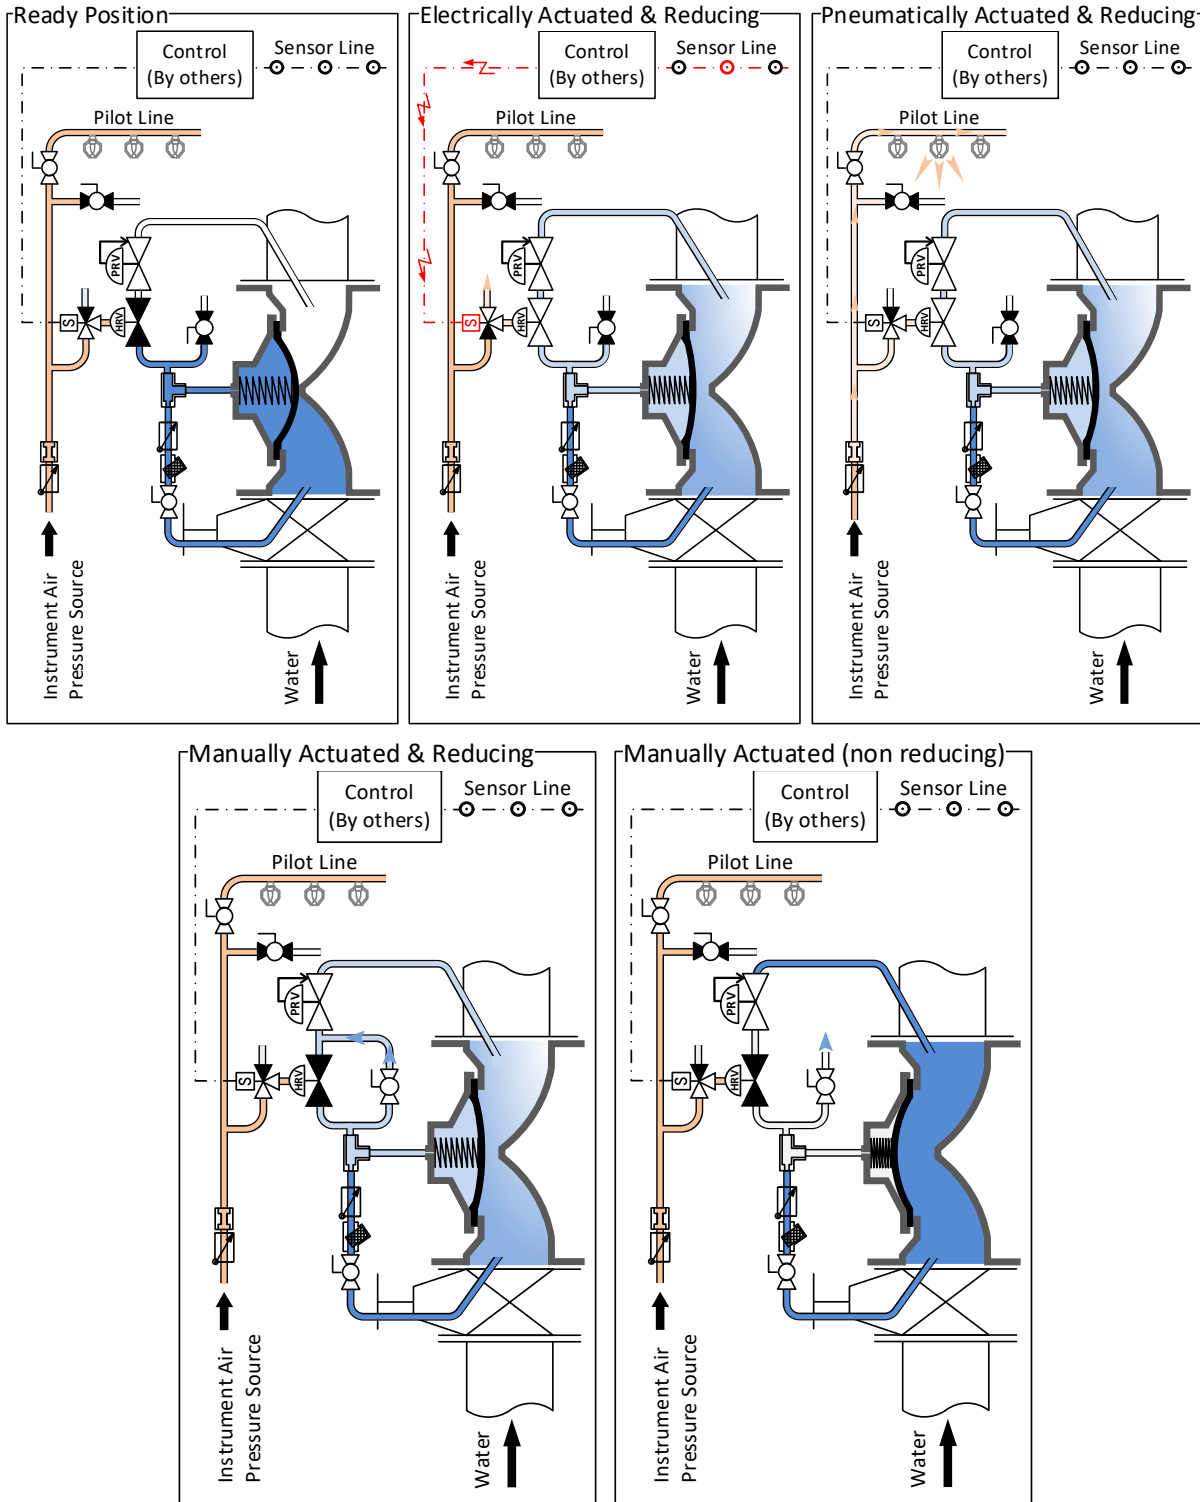 Ready Position
Control
(By others)
Sensor Line
Pilot Line
PRV
S
HRV
Instrument Air
Pressure Source
Water
Electrically Actuated & Reducing
Control
(By others)
Sensor Line
Pilot Line
PRV
S
HRV
Instrument Air
Pressure Source
Water
Pneumatically Actuated & Reducing
Control
(By others)
Sensor Line
Pilot Line
PRV
S
HRV
Instrument Air
Pressure Source
Water
Manually Actuated & Reducing
Control
(By others)
Sensor Line
Pilot Line
PRV
S
HRV
Instrument Air
Pressure Source
Water
Manually Actuated (non reducing)
Control
(By others)
Sensor Line
Pilot Line
PRV
S
HRV
Instrument Air
Pressure Source
Water